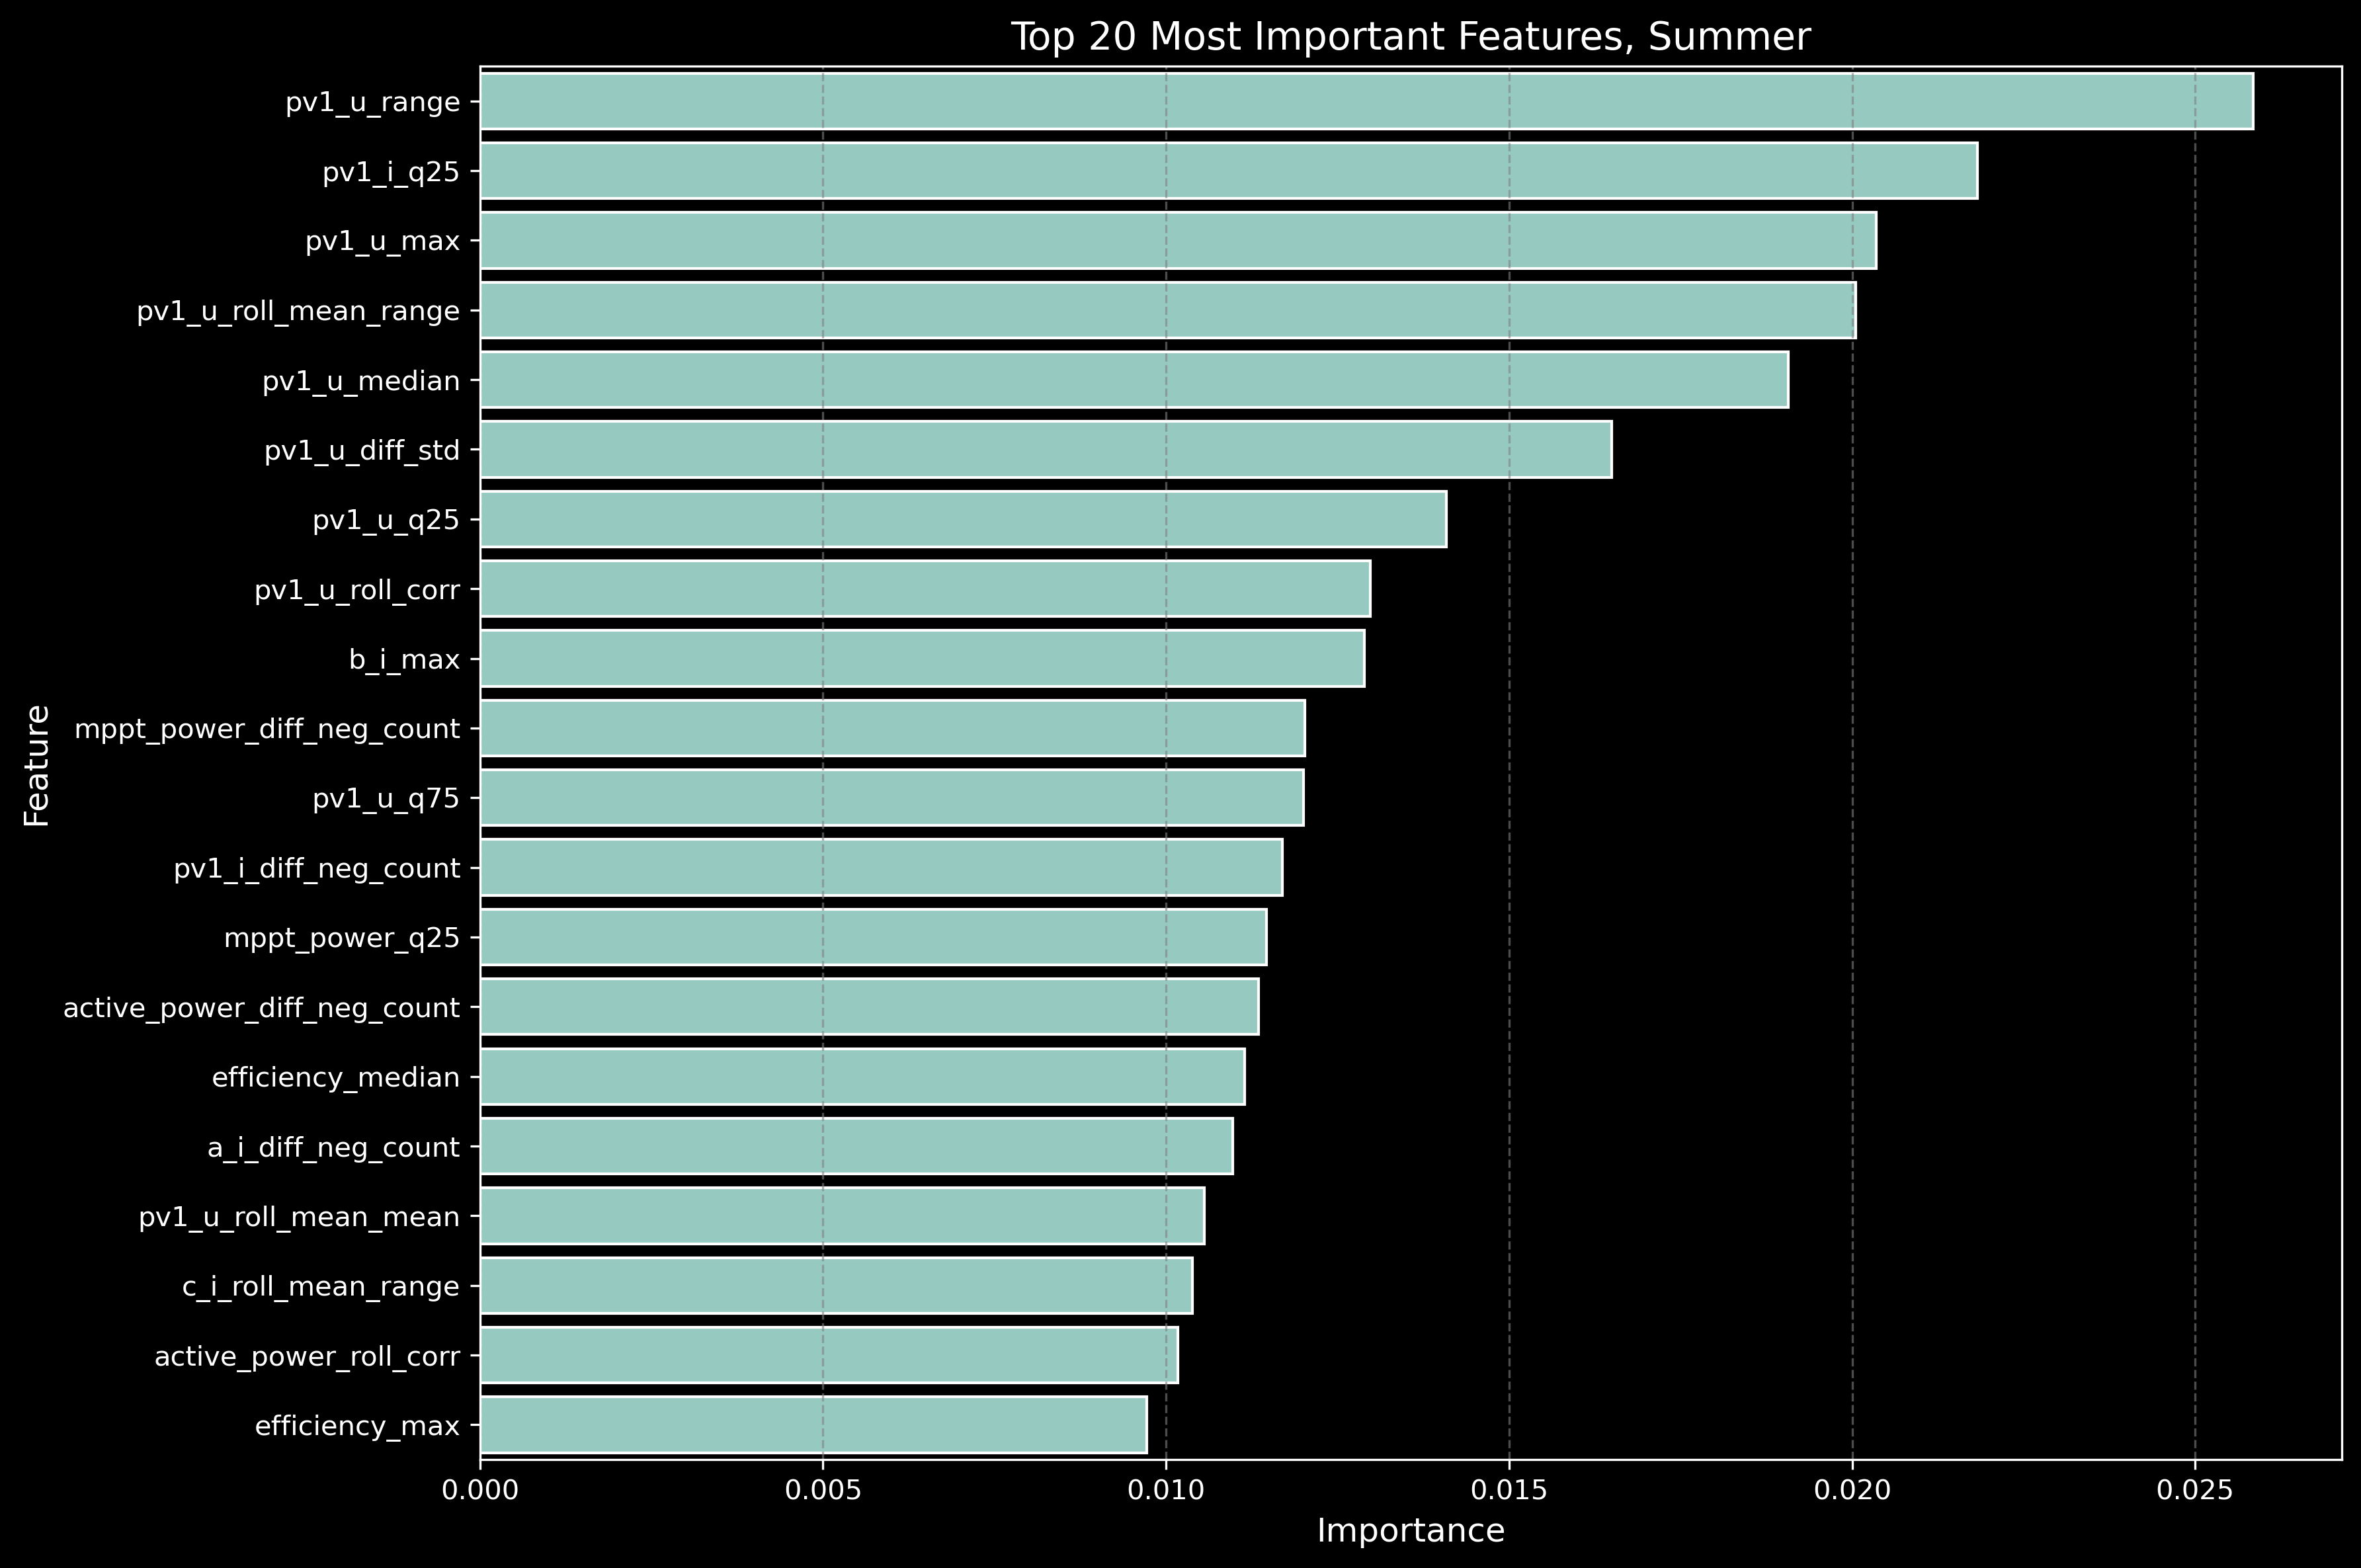 Top 20 Most Important Features, Summer
Feature
pv1_u_range
pv1_i_q25
pv1_u_max
pv1_u_roll_mean_range
pv1_u_median
pv1_u_diff_std
pv1_u_q25
pv1_u_roll_corr
b_i_max
mppt_power_diff_neg_count
pv1_u_q75
pv1_i_diff_neg_count
mppt_power_q25
active_power_diff_neg_count
efficiency_median
a_i_diff_neg_count
pv1_u_roll_mean_mean
c_i_roll_mean_range
active_power_roll_corr
efficiency_max
0.000 0.005 0.010 0.015 0.020 0.025
Importance